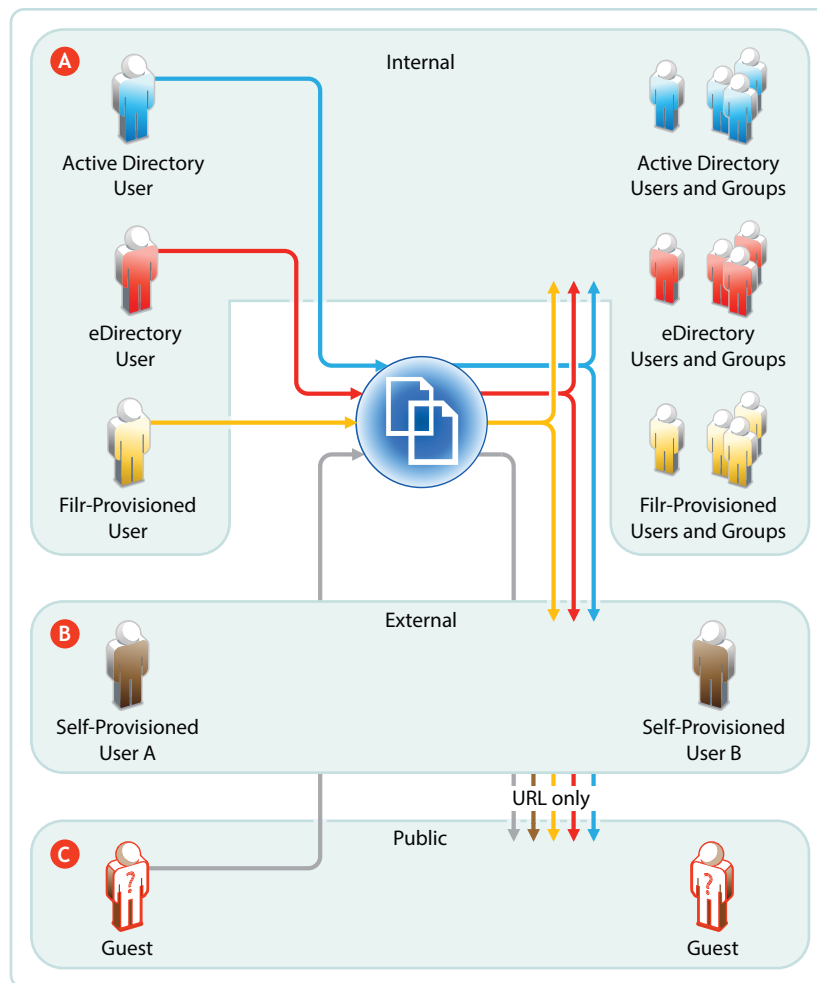 A
Internal
Active Directory
User
Active Directory
Users and Groups
eDirectory
User
eDirectory
Users and Groups
Filr-Provisioned
User
Filr-Provisioned
Users and Groups
B
External
Self-Provisioned
User A
Self-Provisioned
User B
URL only
C
Public
?
Guest
?
Guest